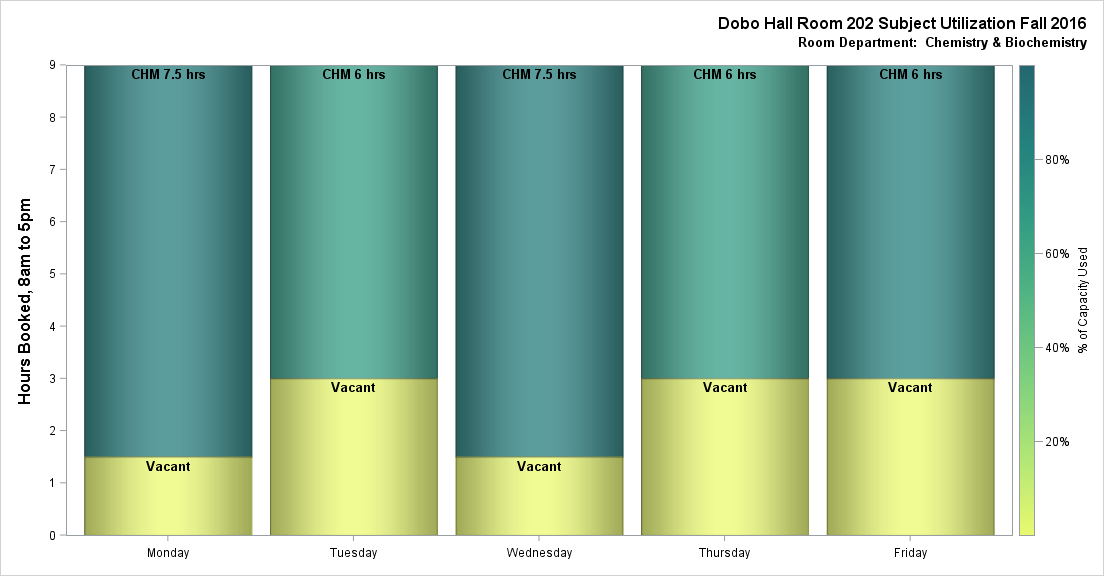 Dobo Hall Room 202 Subject Utilization Fall 2016
Room Department:  Chemistry & Biochemistry
Hours Booked, 8am to 5pm
9
8
7
6
5
4
3
2
1
0
CHM 7.5 hrs
CHM 6 hrs
CHM 7.5 hrs
CHM 6 hrs
CHM 6 hrs
Vacant
Vacant
Vacant
Vacant
Vacant
Monday
Tuesday
Wednesday
Thursday
Friday
80%
60%
40%
20%
% of Capacity Used